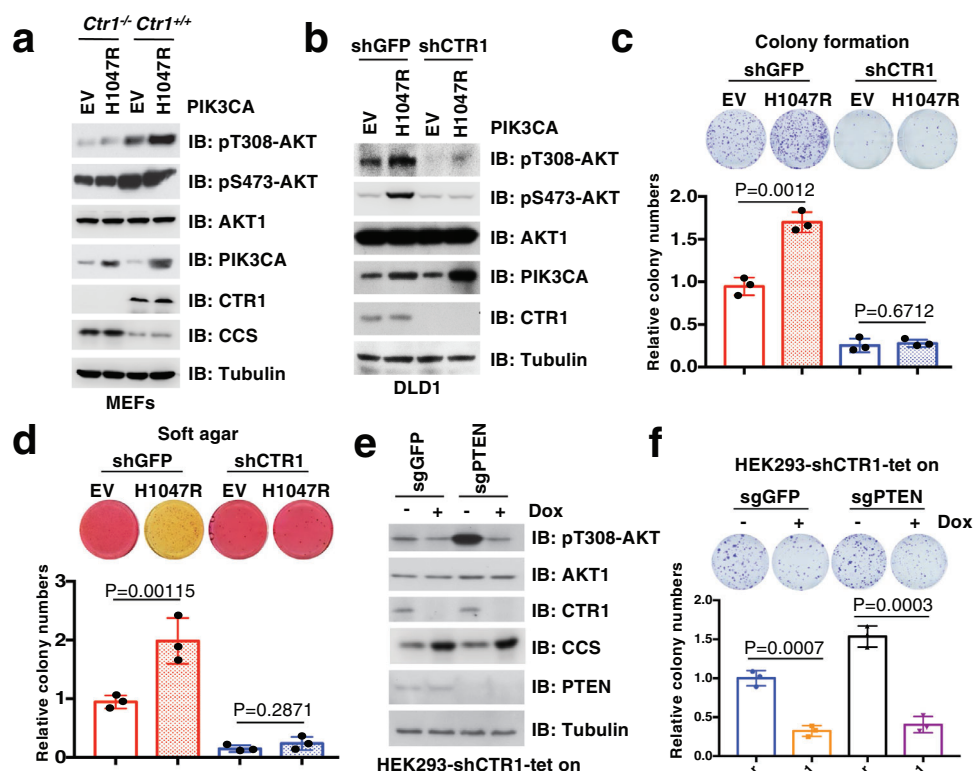 a
Ctr1-/- Ctr1+/+
EV H1047R EV H1047R
PIK3CA
IB: pT308-AKT
IB: pS473-AKT
IB: AKT1
IB: PIK3CA
IB: CTR1
IB: CCS
IB: Tubulin
MEFs
b
shGFP shCTR1
EV H1047R EV H1047R
PIK3CA
IB: pT308-AKT
IB: pS473-AKT
IB: AKT1
IB: PIK3CA
IB: CTR1
IB: Tubulin
DLD1
c
Colony formation
shGFP shCTR1
EV H1047R EV H1047R
Relative colony numbers
2.0
1.5
1.0
0.5
0.0
P=0.0012
P=0.6712
d
Soft agar
shGFP shCTR1
EV H1047R EV H1047R
Relative colony numbers
3
2
1
0
P=0.00115
P=0.2871
e
sgGFP sgPTEN
- + - + Dox
IB: pT308-AKT
IB: AKT1
IB: CTR1
IB: CCS
IB: PTEN
IB: Tubulin
HEK293-shCTR1-tet on
f
HEK293-shCTR1-tet on
sgGFP sgPTEN
- + - + Dox
Relative colony numbers
2.0
1.5
1.0
0.5
0.0
P=0.0007
P=0.0003